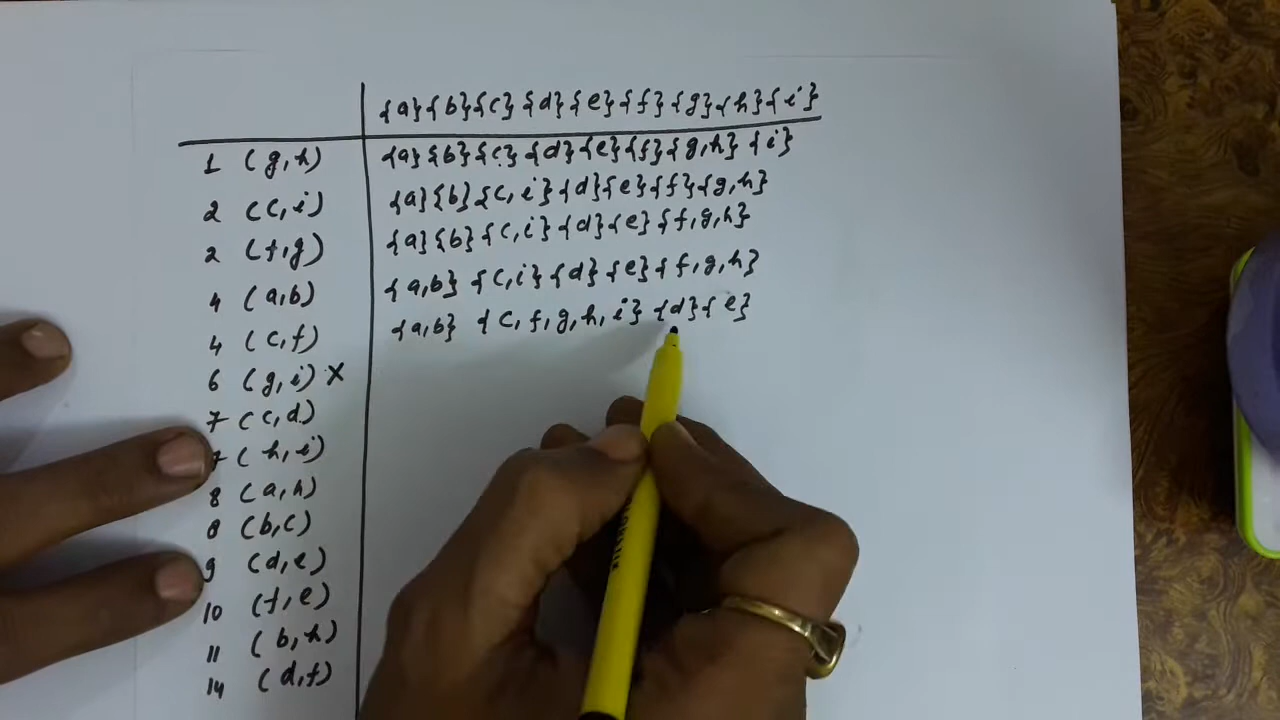 {a}{b}{c}{d}{e}{f}{g}{h}{i}
1 (g,h) {a}{b}{c}{d}{e}{f}{g,h}{i}
2 (c,i) {a}{b}{c,i}{d}{e}{f}{g,h}
2 (f,g) {a}{b}{c,i}{d}{e}{f,g,h}
4 (a,b) {a,b} {c,i}{d}{e}{f,g,h}
4 (c,f) {a,b} {c,f,g,h,i}{d}{e}
6 (g,i) X
7 (c,d)
7 (h,i)
8 (a,h)
8 (b,c)
9 (d,e)
10 (f,e)
11 (b,h)
14 (d,f)